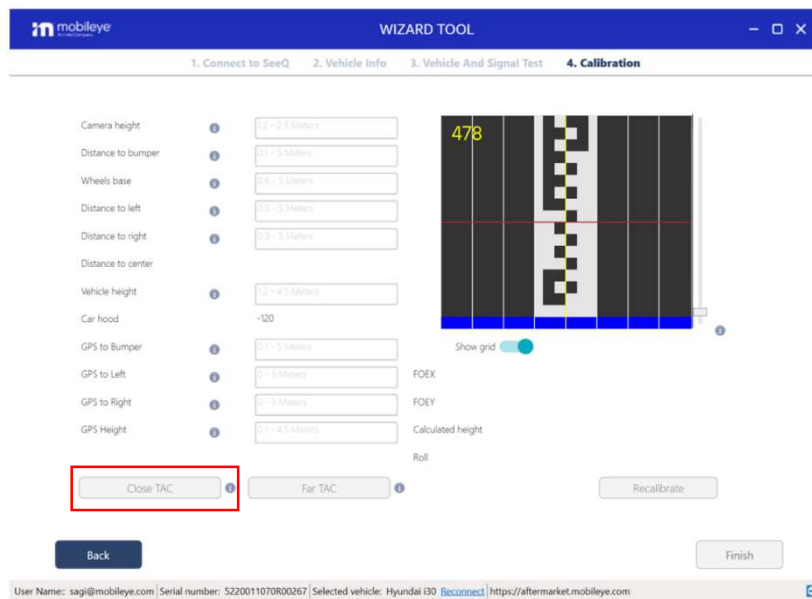 mobileye
WIZARD TOOL
1. Connect to SeeQ 2. Vehicle Info 3. Vehicle And Signal Test 4. Calibration
Camera height 1.2 - 2.5 Meters
Distance to bumper 0.1 - 5 Meters
Wheels base 0.6 - 5 Meters
Distance to left 0.3 - 5 Meters
Distance to right 0.3 - 5 Meters
Distance to center
Vehicle height 1.2 - 4.5 Meters
Car hood -120
GPS to Bumper 0.1 - 5 Meters
GPS to Left 0 - 5 Meters
GPS to Right 0 - 5 Meters
GPS Height 0.1 - 4.5 Meters
478
Show grid
FOEX
FOEY
Calculated height
Roll
Close TAC Far TAC Recalibrate
Back Finish
User Name:: sagi@mobileye.com Serial number: 5220011070R00267 Selected vehicle: Hyundai i30 Reconnect https://aftermarket.mobileye.com